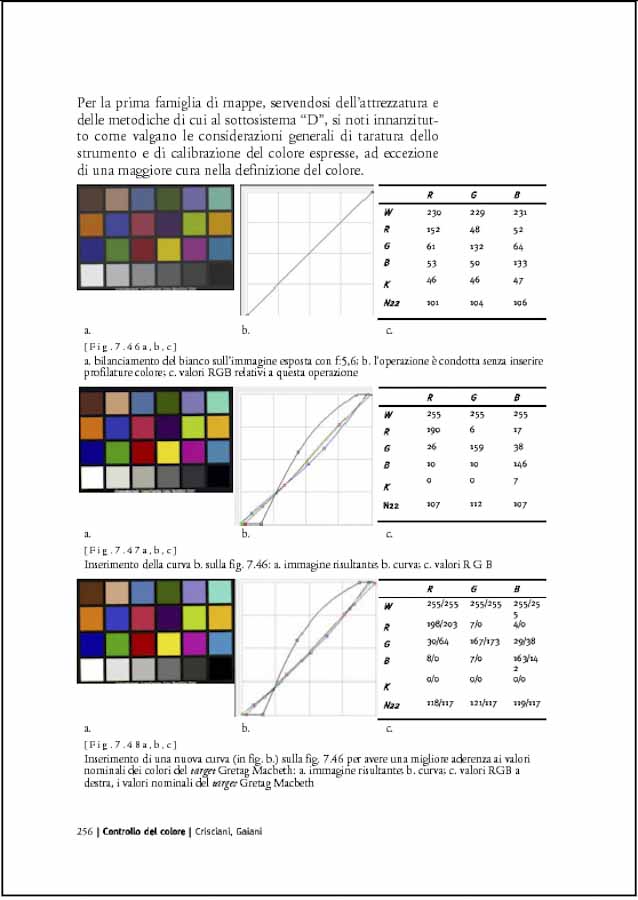 Per la prima famiglia di mappe, servendosi dell'attrezzatura e
delle metodiche di cui al sottosistema “D”, si noti innanzitut-
to come valgano le considerazioni generali di taratura dello
strumento e di calibrazione del colore espresse, ad eccezione
di una maggiore cura nella definizione del colore.
R G B
W 230 229 231
R 152 48 52
G 61 132 64
B 53 50 133
K 46 46 47
N22 101 104 106
a. b. c.
[Fig.7.46a,b,c]
a. bilanciamento del bianco sull'immagine esposta con f:5,6; b. l'operazione è condotta senza inserire
profilature colore; c. valori RGB relativi a questa operazione
R G B
W 255 255 255
R 190 6 17
G 26 159 38
B 10 10 146
K 0 0 7
N22 107 112 107
a. b. c.
[Fig.7.47a,b,c]
Inserimento della curva b. sulla fig. 7.46: a. immagine risultante; b. curva; c. valori R G B
R G B
W 255/255 255/255 255/25
5
R 198/203 7/0 4/0
G 30/64 167/173 29/38
B 8/0 7/0 163/14
2
K 0/0 0/0 0/0
N22 118/117 121/117 119/117
a. b. c.
[Fig.7.48a,b,c]
Inserimento di una nuova curva (in fig. b.) sulla fig. 7.46 per avere una migliore aderenza ai valori
nominali dei colori del target Gretag Macbeth: a. immagine risultante; b. curva; c. valori RGB a
destra, i valori nominali del target Gretag Macbeth
256 | Controllo del colore | Crisciani, Gaiani